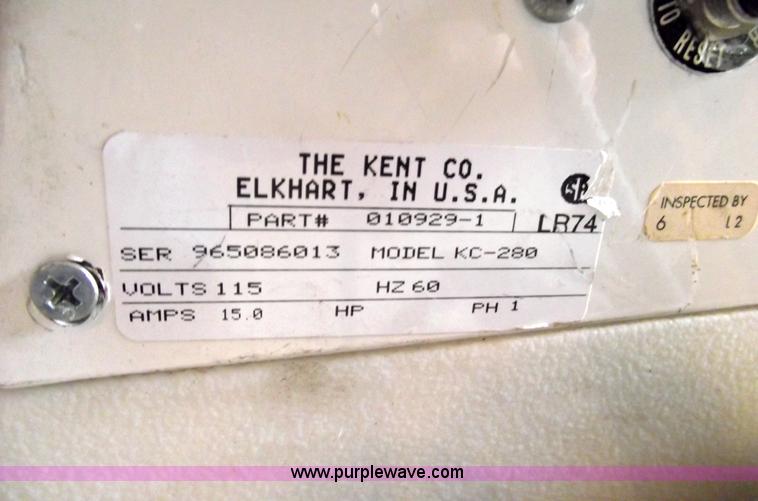 TO RESET
THE KENT CO.
ELKHART, IN U.S.A.
PART# 010929-1 LR74
SER 965086013 MODEL KC-280
VOLTS 115 HZ 60
AMPS 15.0 HP PH 1
INSPECTED BY
6 L2
www.purplewave.com